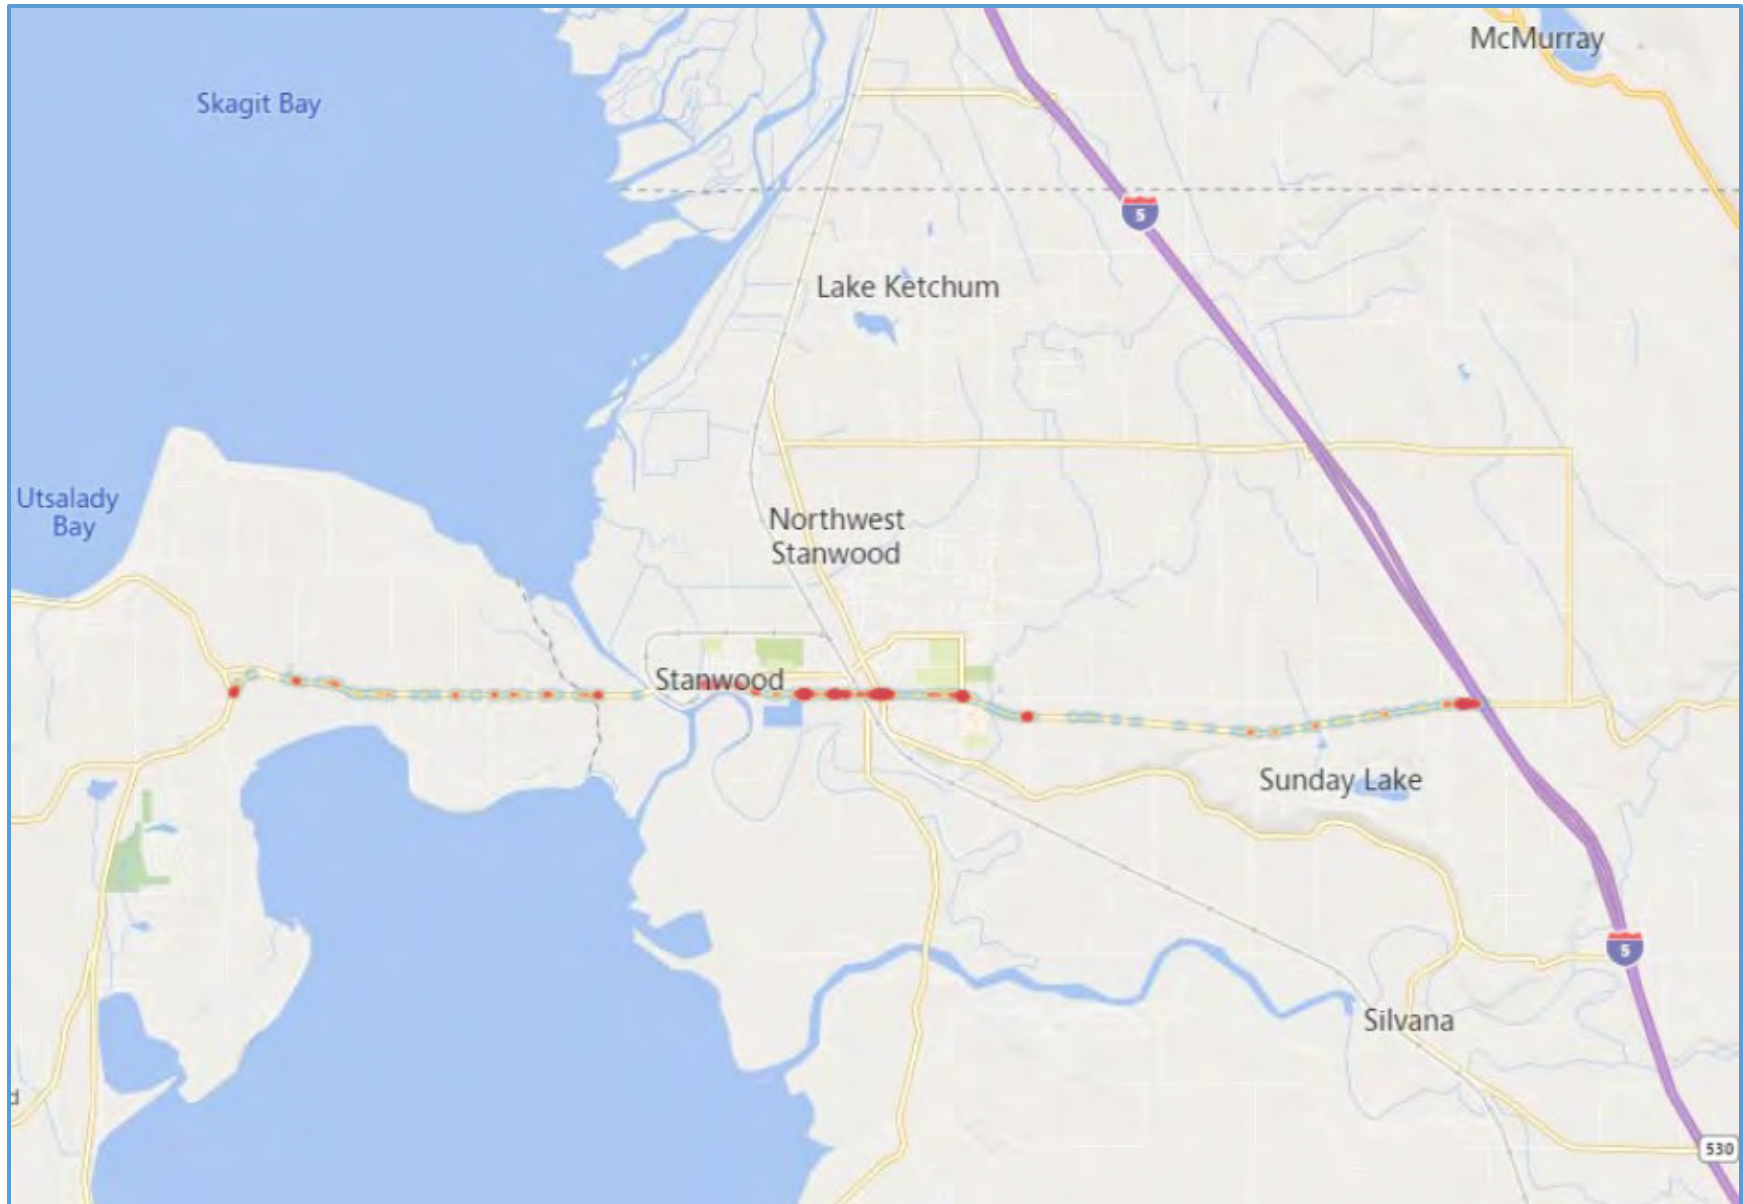 McMurray
Skagit Bay
5
Lake Ketchum
Utsalady
Bay
Northwest
Stanwood
Stanwood
Sunday Lake
5
Silvana
d
530